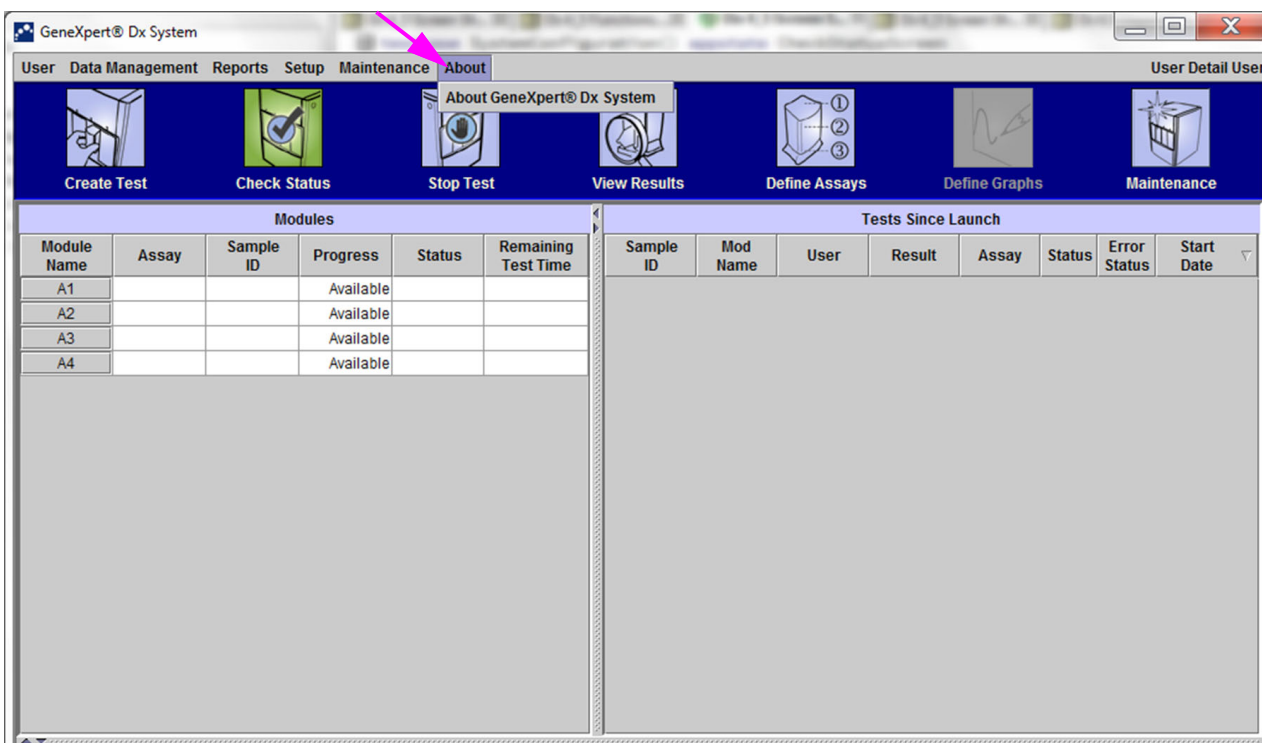 GeneXpert® Dx System
User Data Management Reports Setup Maintenance About User Detail User
About GeneXpert® Dx System
①
②
③
Create Test Check Status Stop Test View Results Define Assays Define Graphs Maintenance
Modules Tests Since Launch
Module Name Assay Sample ID Progress Status Remaining Test Time Sample ID Mod Name User Result Assay Status Error Status Start Date
A1 Available
A2 Available
A3 Available
A4 Available